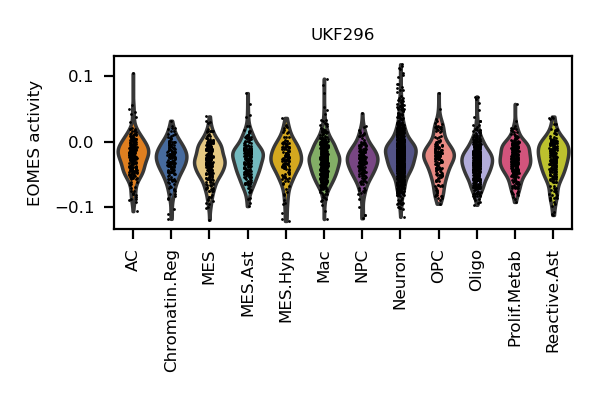 UKF296
EOMES activity
0.1
0.0
−0.1
AC
Chromatin.Reg
MES
MES.Ast
MES.Hyp
Mac
NPC
Neuron
OPC
Oligo
Prolif.Metab
Reactive.Ast